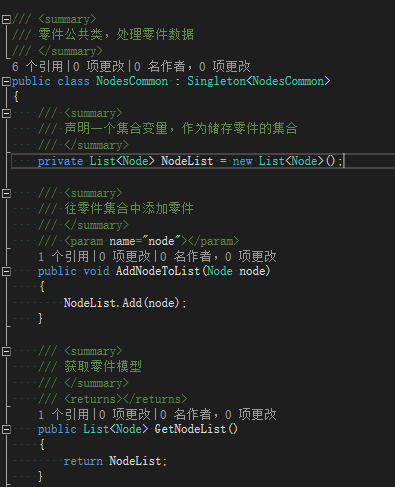 /// <summary>
/// 零件公共类，处理零件数据
/// </summary>
6 个引用|0 项更改|0 名作者，0 项更改
public class NodesCommon : Singleton<NodesCommon>
{
/// <summary>
/// 声明一个集合变量，作为储存零件的集合
/// </summary>
private List<Node> NodeList = new List<Node>();
/// <summary>
/// 往零件集合中添加零件
/// </summary>
/// <param name="node"></param>
1 个引用|0 项更改|0 名作者，0 项更改
public void AddNodeToList(Node node)
{
NodeList.Add(node);
}
/// <summary>
/// 获取零件模型
/// </summary>
/// <returns></returns>
1 个引用|0 项更改|0 名作者，0 项更改
public List<Node> GetNodeList()
{
return NodeList;
}